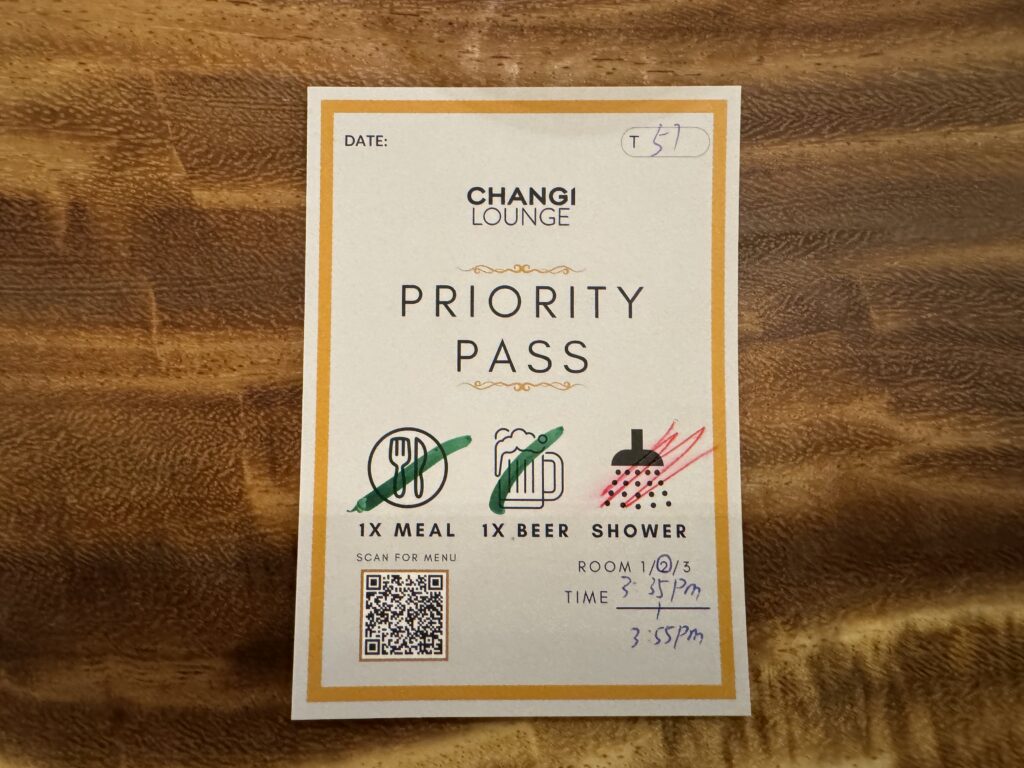 DATE:
T 57
CHANGI
LOUNGE
PRIORITY
PASS
1X MEAL 1X BEER SHOWER
SCAN FOR MENU
ROOM 1/2/3
TIME 3:35pm
3:55pm